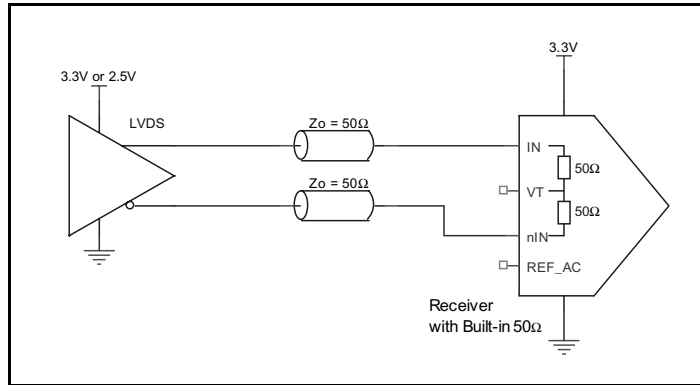 3.3V
3.3V or 2.5V
LVDS
Zo = 50Ω
IN
50Ω
Zo = 50Ω
VT
50Ω
nIN
REF_AC
Receiver
with Built-in 50Ω